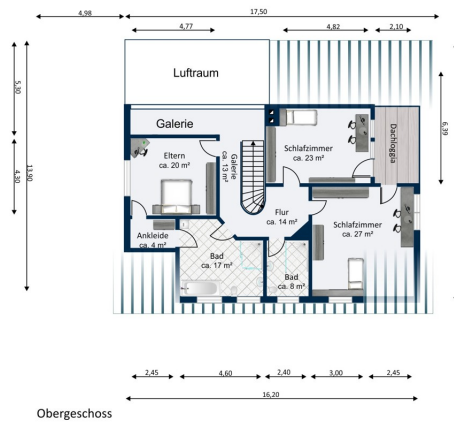 4,98
17,50
4,77
4,82
2,10
5,30
4,30
13,90
6,39
Luftraum
Galerie
Galerie
ca. 13 m²
Eltern
ca. 20 m²
Schlafzimmer
ca. 23 m²
Dachloggia
Ankleide
ca. 4 m²
Flur
ca. 14 m²
Schlafzimmer
ca. 27 m²
Bad
ca. 17 m²
Bad
ca. 8 m²
2,45
4,60
2,40
3,00
2,45
16,20
Obergeschoss